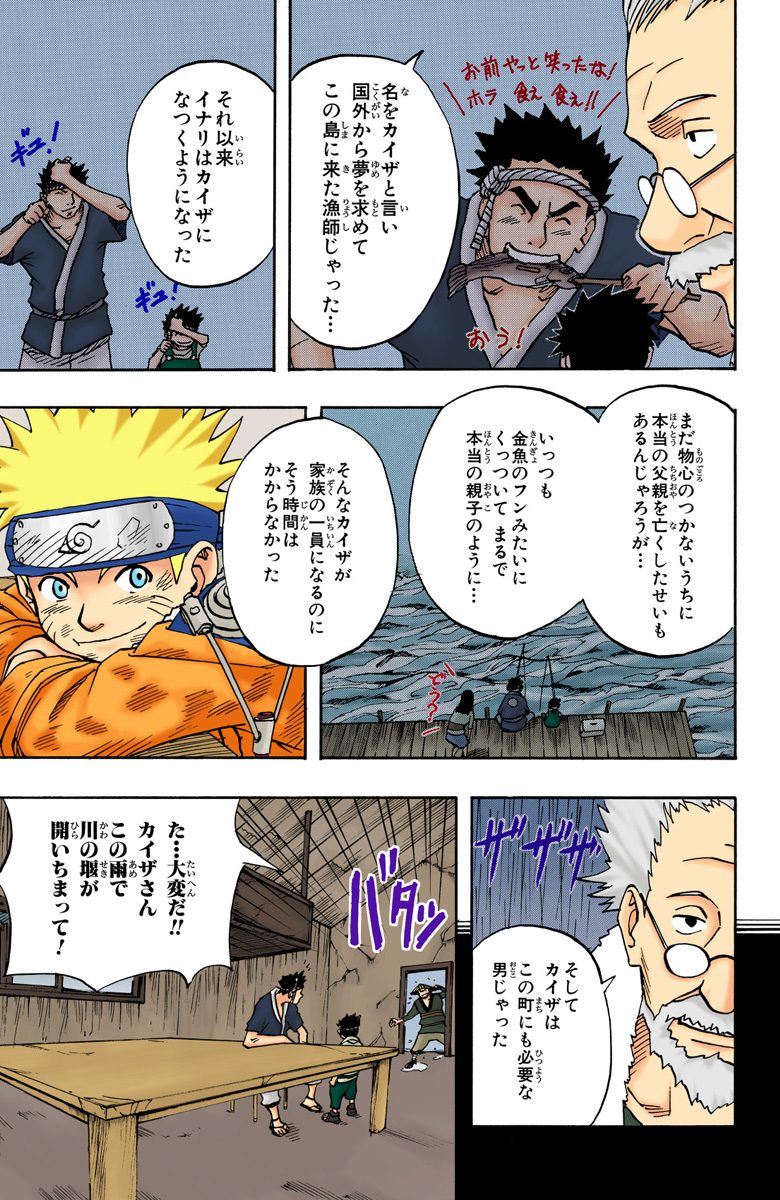 お前やっと笑ったな!
ホラ 食え 食え!!
名をカイザと言い
国外から夢を求めて
この島に来た漁師じゃった…
おう!
それ以来
イナリはカイザに
なつくようになった
ギュ!
ギュ!
まだ物心のつかないうちに
本当の父親を亡くしたせいも
あるんじゃろうが…
いっつも
金魚のフンみたいに
くっついて まるで
本当の親子のように…
どう?
そんなカイザが
家族の一員になるのに
そう時間は
かからなかった
ザザザ
そして
カイザは
この町にも必要な
男じゃった
バタッ
た…大変だ!!
カイザさん
この雨で
川の堰が
開いちまって!